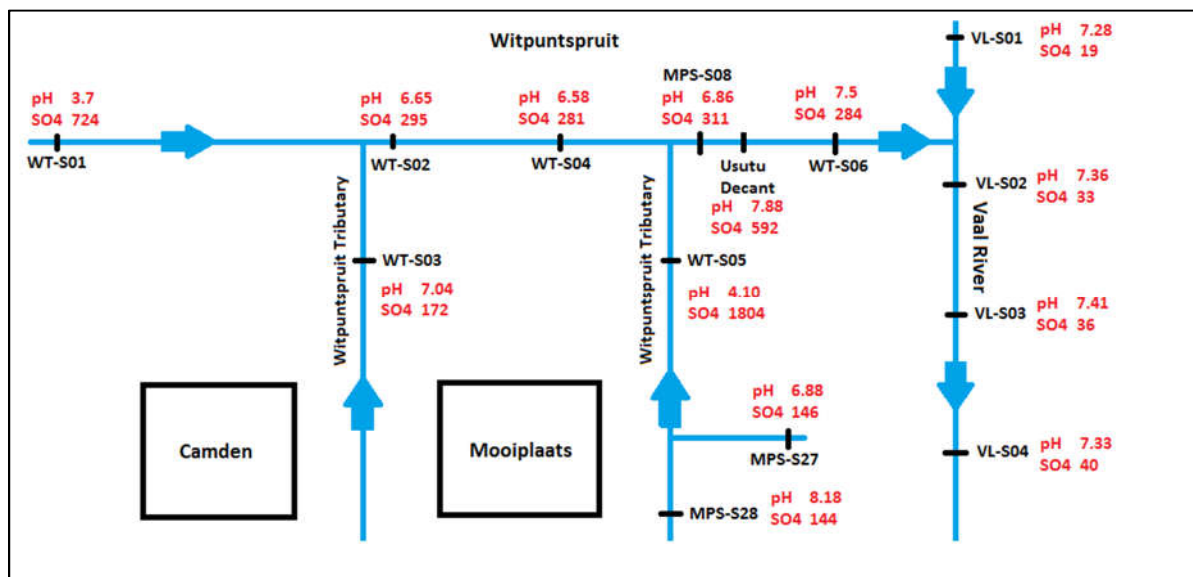 Witpuntspruit
VL-S01
pH 7.28
SO4 19
MPS-S08
pH 3.7
SO4 724
WT-S01
pH 6.65
SO4 295
WT-S02
pH 6.58
SO4 281
WT-S04
pH 6.86
SO4 311
Usutu
Decant
pH 7.88
SO4 592
pH 7.5
SO4 284
WT-S06
VL-S02
pH 7.36
SO4 33
Witpuntspruit Tributary
WT-S03
pH 7.04
SO4 172
Witpuntspruit Tributary
WT-S05
pH 4.10
SO4 1804
Vaal River
VL-S03
pH 7.41
SO4 36
Camden
Mooiplaats
pH 6.88
SO4 146
MPS-S27
MPS-S28
pH 8.18
SO4 144
VL-S04
pH 7.33
SO4 40